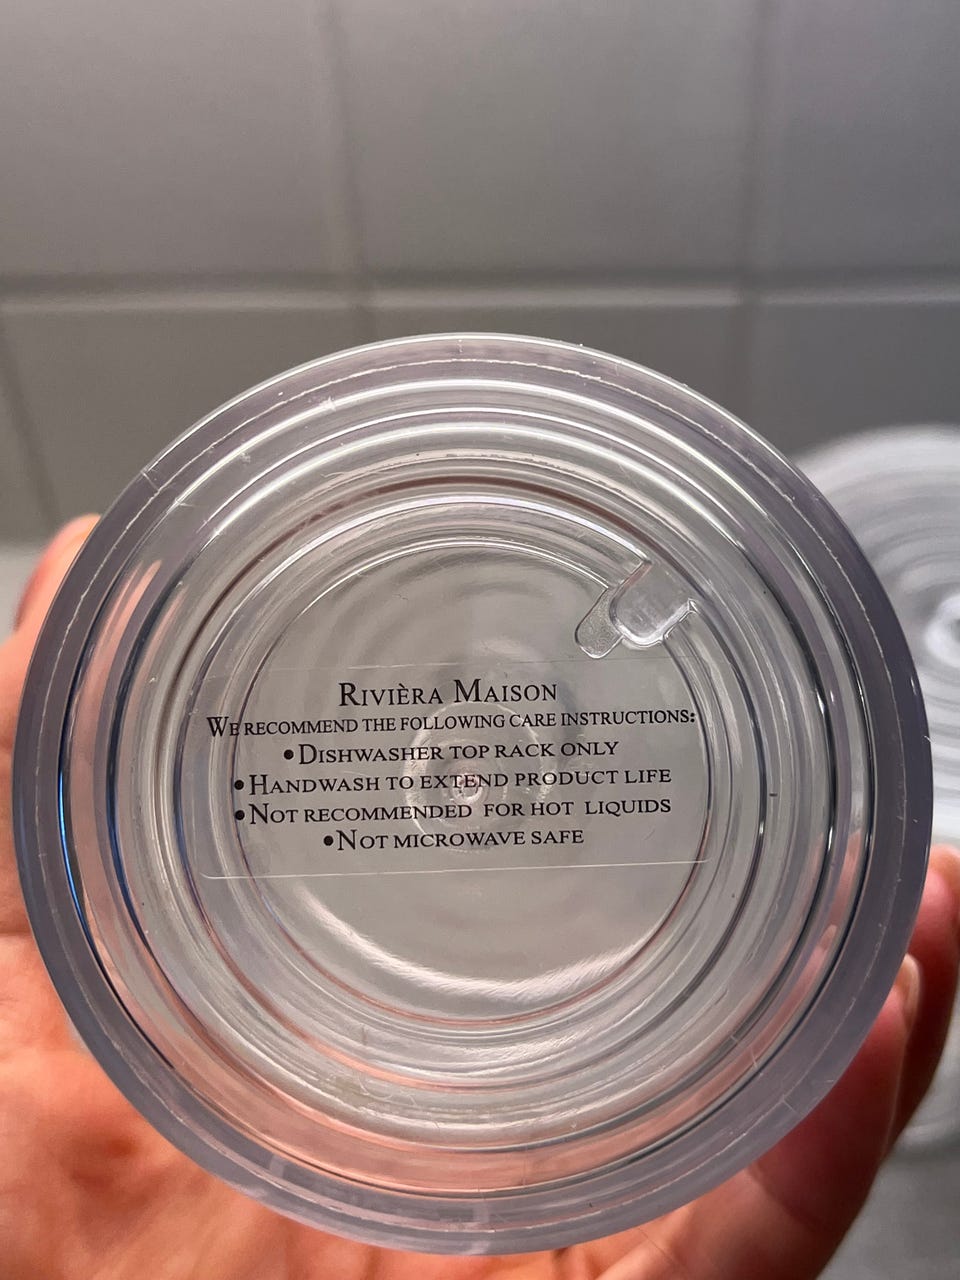 RIVIÈRA MAISON
WE RECOMMEND THE FOLLOWING CARE INSTRUCTIONS:
•DISHWASHER TOP RACK ONLY
•HANDWASH TO EXTEND PRODUCT LIFE
•NOT RECOMMENDED FOR HOT LIQUIDS
•NOT MICROWAVE SAFE